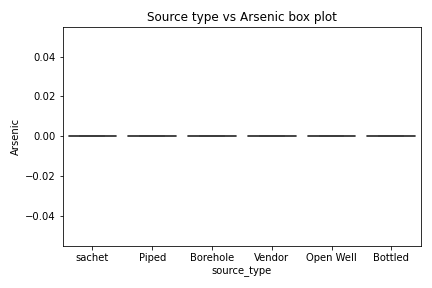 Source type vs Arsenic box plot
0.04
0.02
0.00
−0.02
−0.04
Arsenic
sachet Piped Borehole Vendor Open Well Bottled
source_type